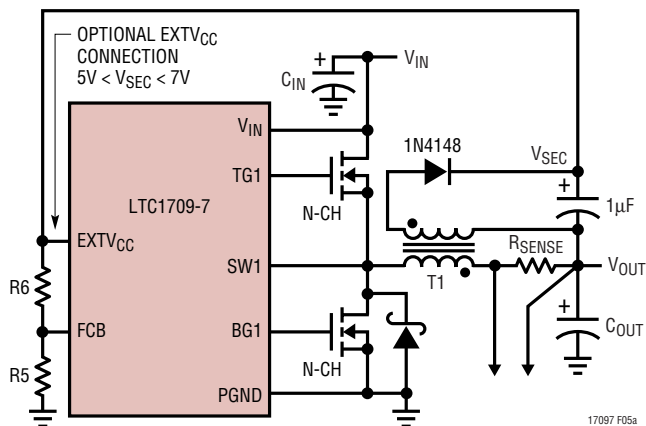 OPTIONAL EXTVCC
CONNECTION
5V < VSEC < 7V
+
CIN
VIN
VIN
1N4148
VSEC
TG1
+
1µF
N-CH
LTC1709-7
EXTVCC
RSENSE
SW1
VOUT
R6
T1
+
FCB
BG1
COUT
R5
N-CH
PGND
17097 F05a